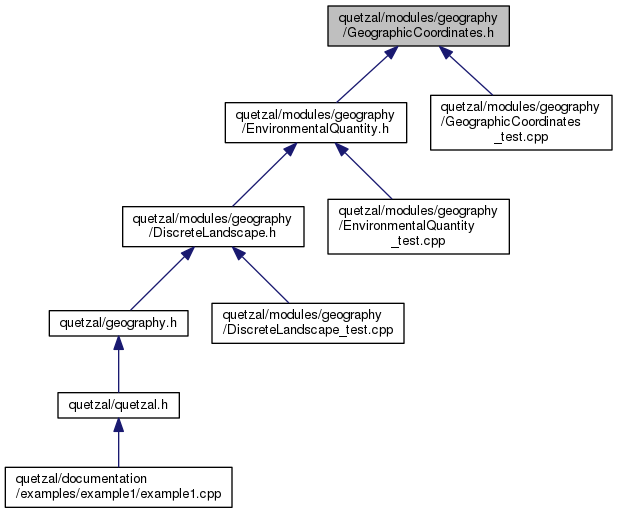 quetzal/modules/geography
/GeographicCoordinates.h
quetzal/modules/geography
/EnvironmentalQuantity.h
quetzal/modules/geography
/GeographicCoordinates
_test.cpp
quetzal/modules/geography
/DiscreteLandscape.h
quetzal/modules/geography
/EnvironmentalQuantity
_test.cpp
quetzal/geography.h
quetzal/modules/geography
/DiscreteLandscape_test.cpp
quetzal/quetzal.h
quetzal/documentation
/examples/example1/example1.cpp